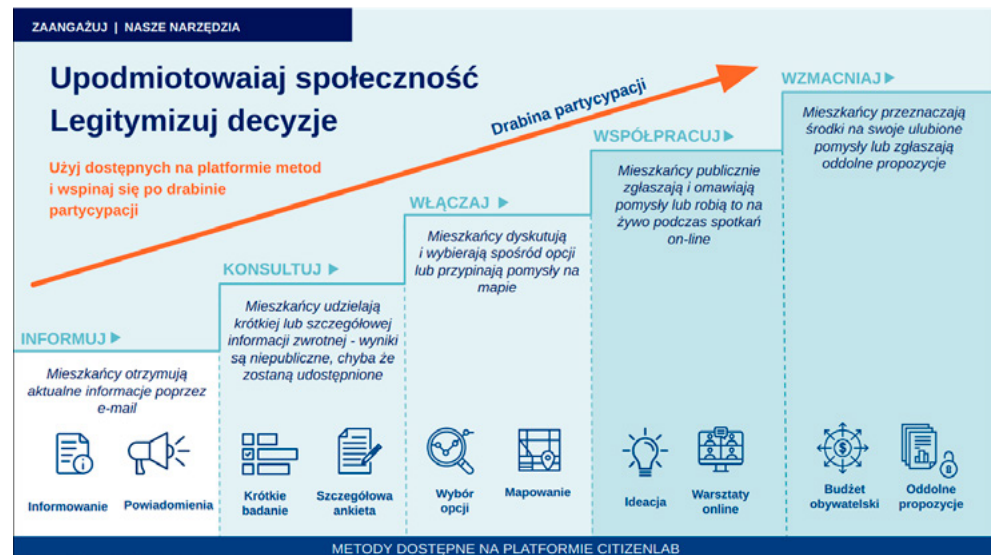 ZAANGAŻUJ | NASZE NARZĘDZIA
Upodmiotowaiaj społeczność
Legitymizuj decyzje
Użyj dostępnych na platformie metod
i wspinaj się po drabinie
partycypacji
Drabina partycypacji
INFORMUJ
Mieszkańcy otrzymują
aktualne informacje poprzez
e-mail
Informowanie
Powiadomienia
KONSULTUJ
Mieszkańcy udzielają
krótkiej lub szczegółowej
informacji zwrotnej - wyniki
są niepubliczne, chyba że
zostaną udostępnione
Krótkie
badanie
Szczegółowa
ankieta
WŁĄCZAJ
Mieszkańcy dyskutują
i wybierają spośród opcji
lub przypinają pomysły na
mapie
Wybór
opcji
Mapowanie
WSPÓŁPRACUJ
Mieszkańcy publicznie
zgłaszają i omawiają
pomysły lub robią to na
żywo podczas spotkań
on-line
Ideacja
Warsztaty
online
WZMACNIAJ
Mieszkańcy przeznaczają
środki na swoje ulubione
pomysły lub zgłaszają
oddolne propozycje
Budżet
obywatelski
Oddolne
propozycje
METODY DOSTĘPNE NA PLATFORMIE CITIZENLAB